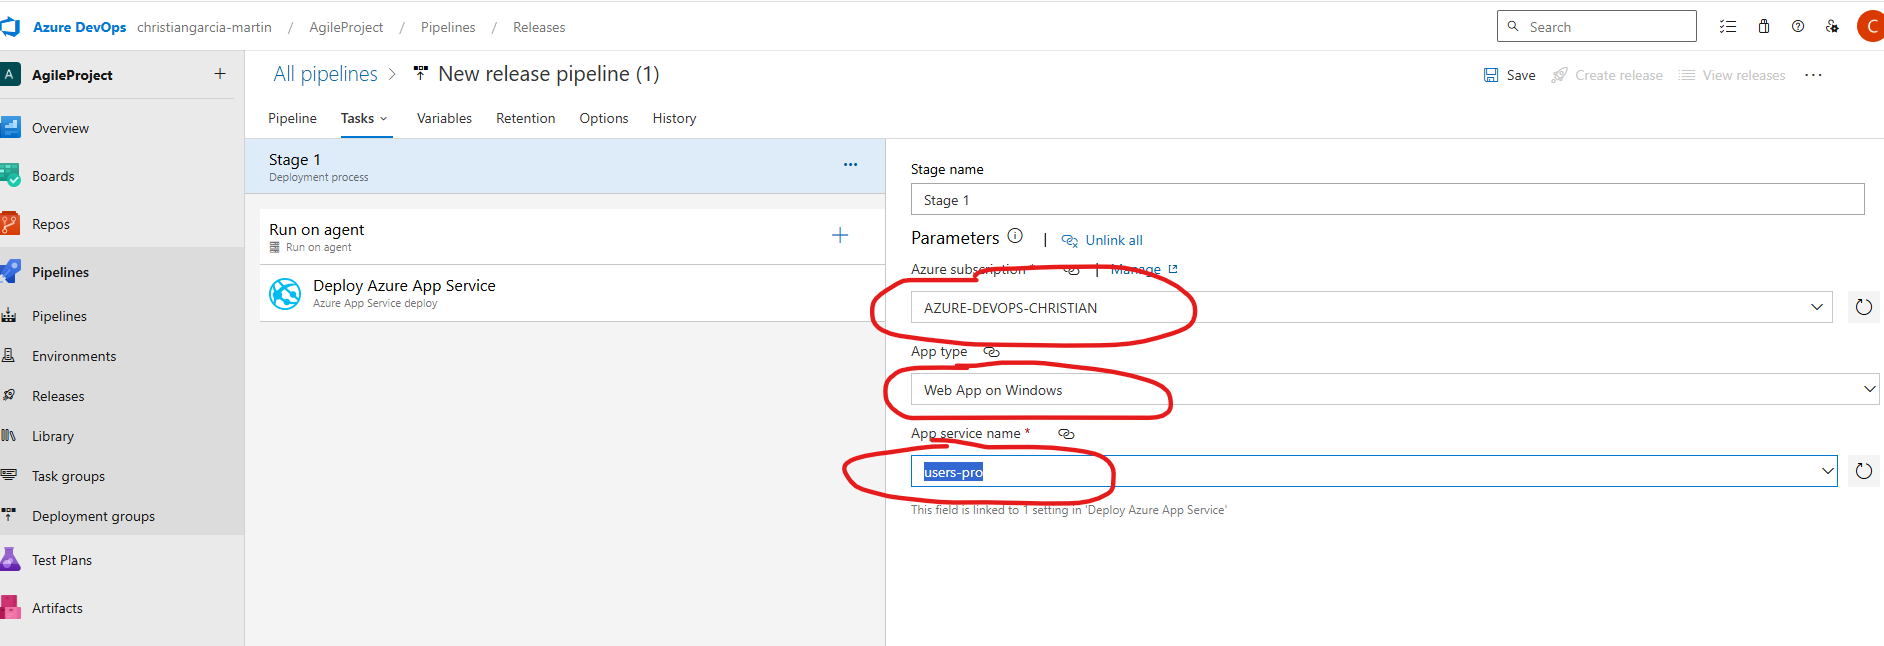 Azure DevOps christiangarcia-martin / AgileProject / Pipelines / Releases
Search
C
A AgileProject +
Overview
Boards
Repos
Pipelines
Pipelines
Environments
Releases
Library
Task groups
Deployment groups
Test Plans
Artifacts
All pipelines > New release pipeline (1)
Save Create release View releases ...
Pipeline Tasks Variables Retention Options History
Stage 1
Deployment process
...
Run on agent
Run on agent
+
Deploy Azure App Service
Azure App Service deploy
Stage name
Stage 1
Parameters | Unlink all
Azure subscription * | Manage
AZURE-DEVOPS-CHRISTIAN
App type
Web App on Windows
App service name *
users-pro
This field is linked to 1 setting in 'Deploy Azure App Service'